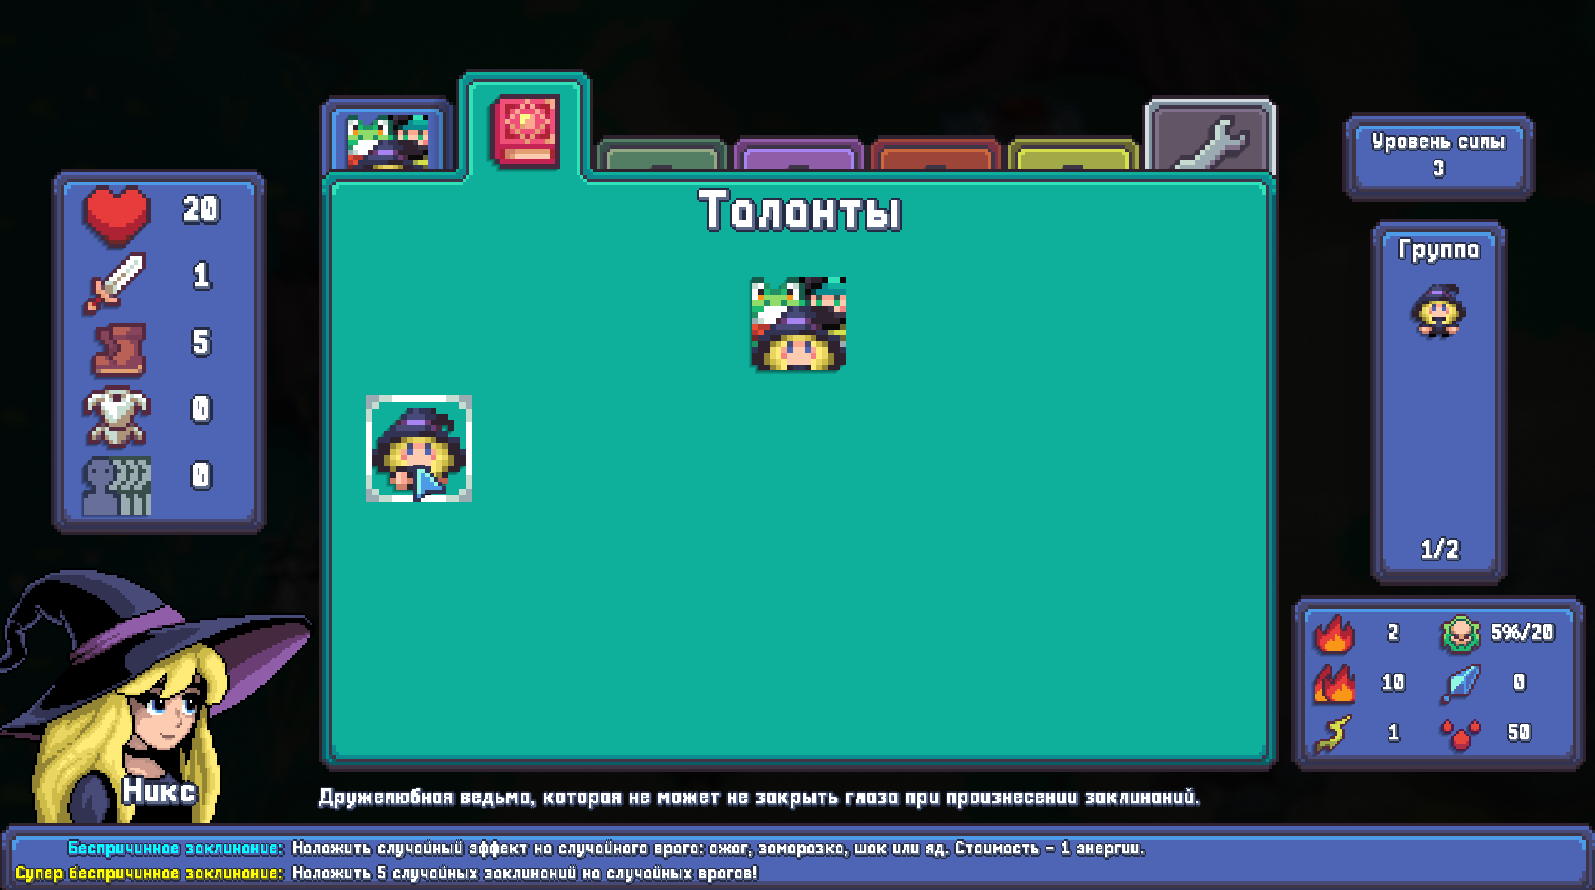 Таланты
Уровень силы
3
20
1
5
0
0
Группа
1/2
2
5%/20
10
0
1
50
Никс
Дружелюбная ведьма, которая не может не закрыть глаза при произнесении заклинаний.
Беспричинное заклинание: Наложить случайный эффект на случайного врага: ожог, заморозка, шок или яд. Стоимость - 1 энергии.
Супер беспричинное заклинание: Наложить 5 случайных заклинаний на случайных врагов!